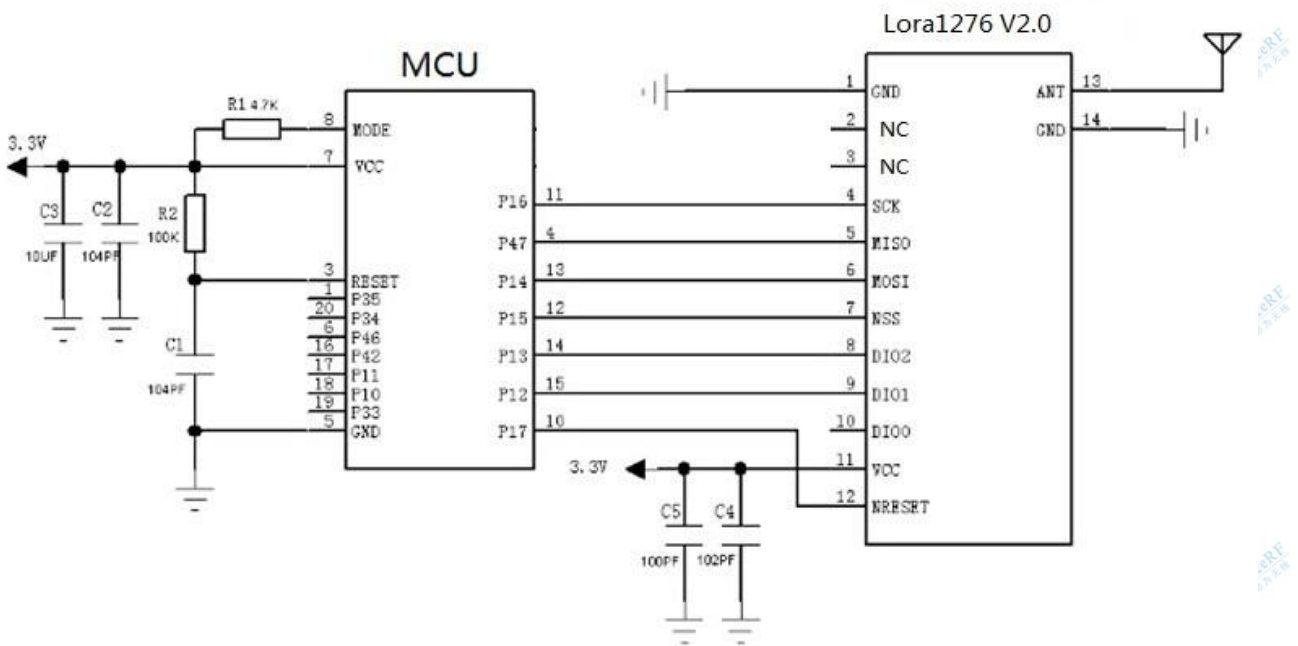 Lora1276 V2.0
MCU
R1 4.7K
8 MODE
3.3V
7 VCC
C3
10UF
C2
104PF
R2
100K
3 RESET
1 P35
20 P34
6 P46
16 P42
17 P11
18 P10
19 P33
5 GND
C1
104PF
P16 11
P47 4
P14 13
P15 12
P13 14
P12 15
P17 10
1 GND
2 NC
3 NC
4 SCK
5 MISO
6 MOSI
7 NSS
8 DIO2
9 DIO1
10 DIO0
11 VCC
12 NRESET
ANT 13
GND 14
3.3V
C5
100PF
C4
102PF